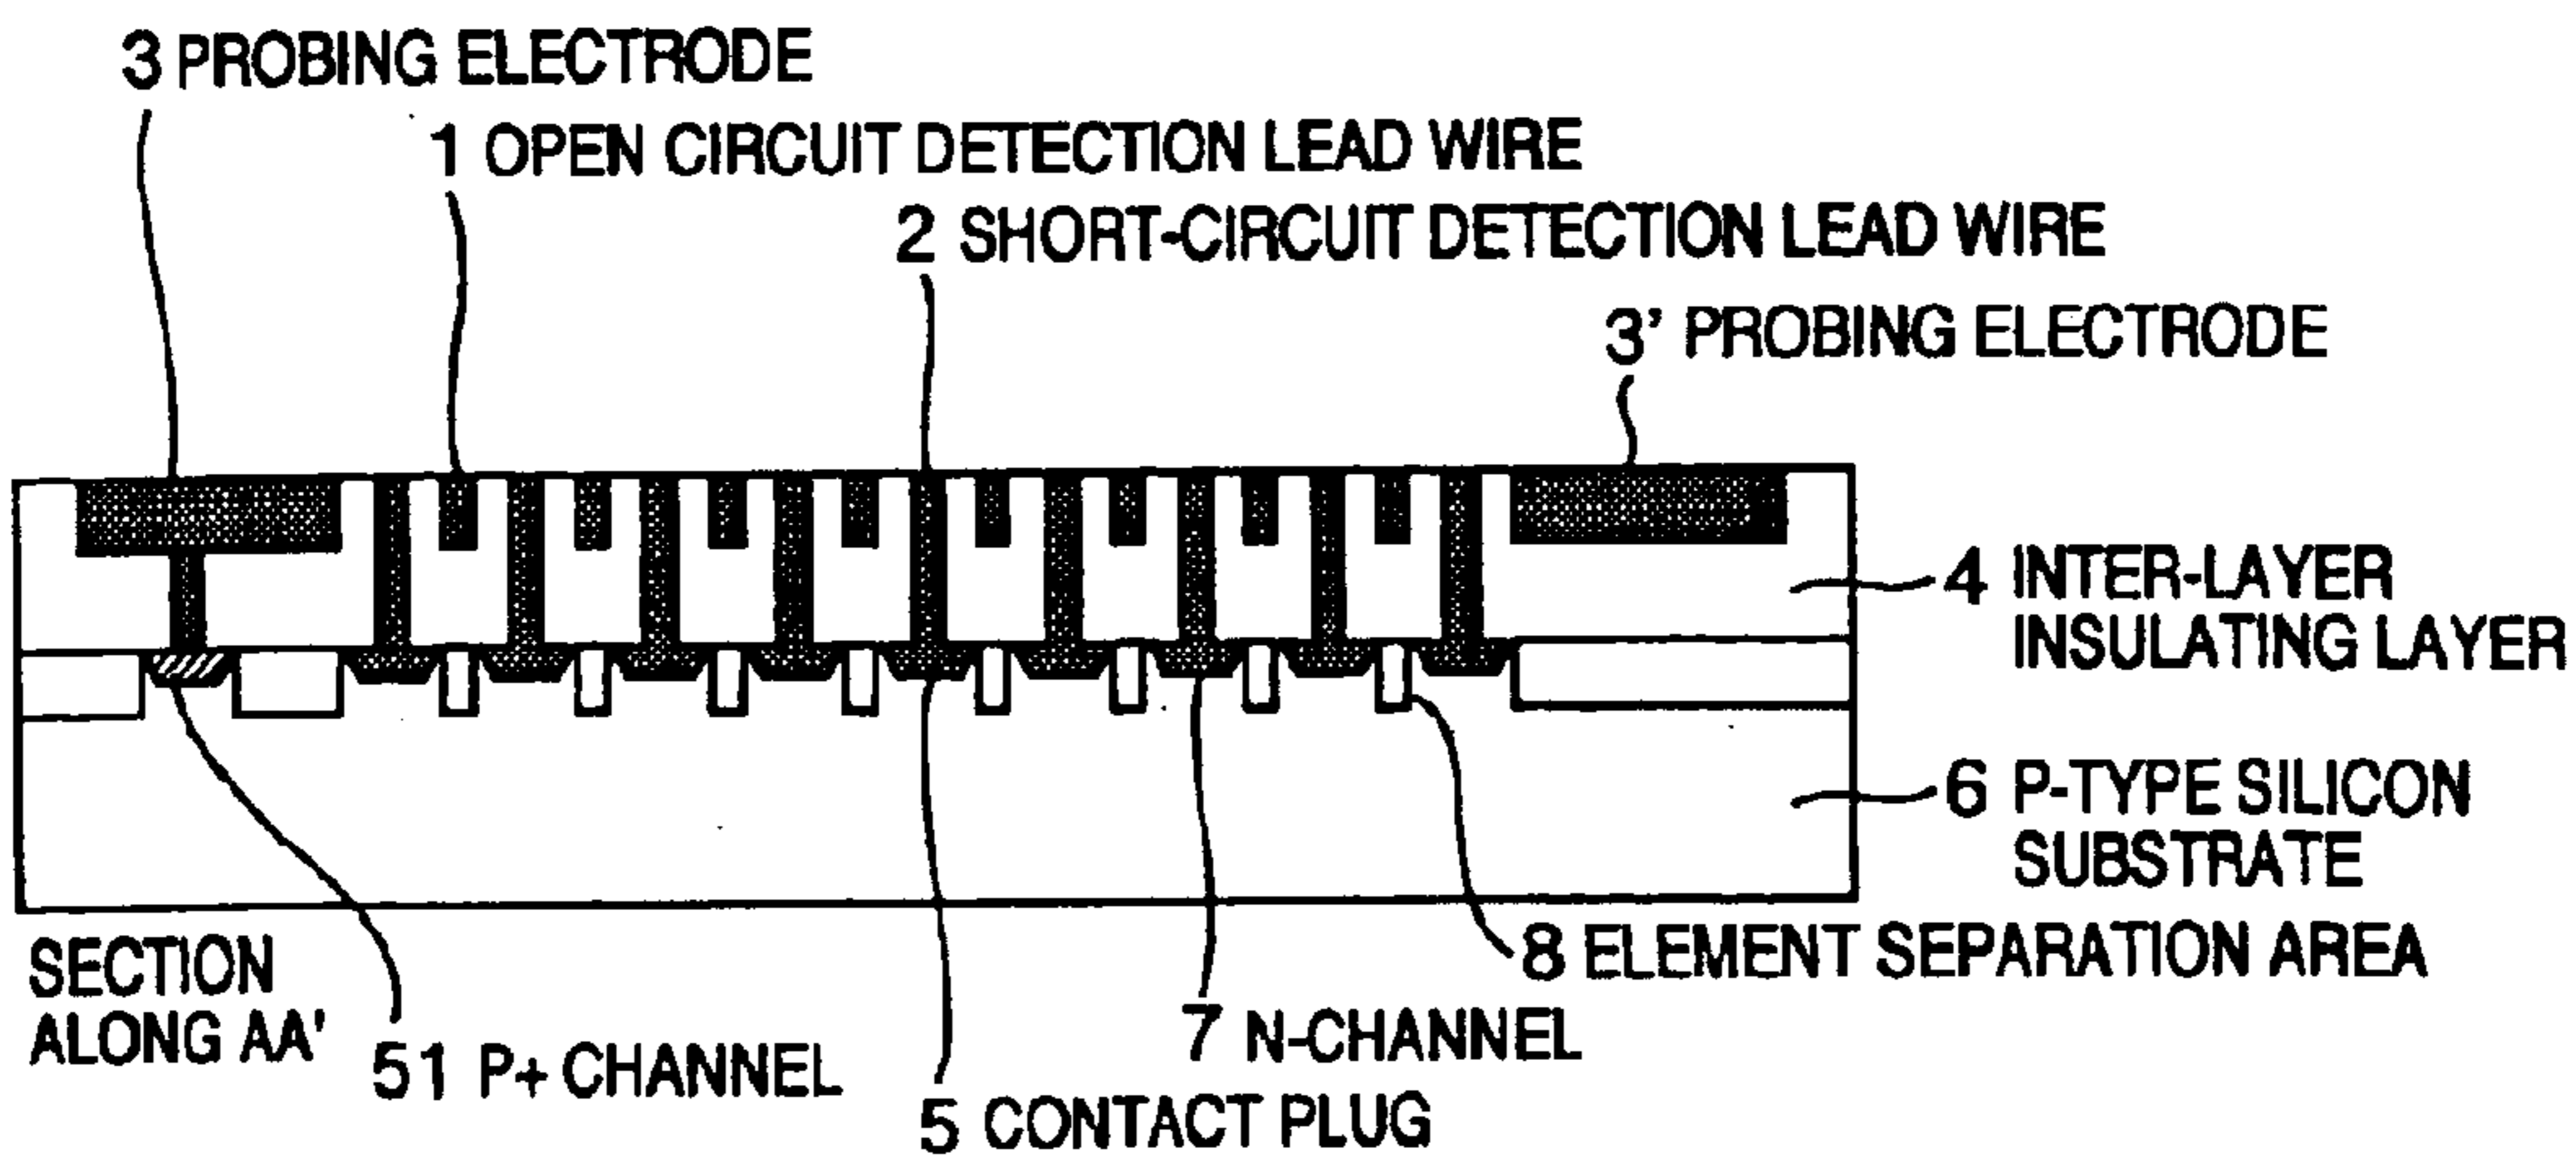 3 PROBING ELECTRODE
1 OPEN CIRCUIT DETECTION LEAD WIRE
2 SHORT-CIRCUIT DETECTION LEAD WIRE
3' PROBING ELECTRODE
4 INTER-LAYER
INSULATING LAYER
6 P-TYPE SILICON
SUBSTRATE
8 ELEMENT SEPARATION AREA
SECTION
ALONG AA'
7 N-CHANNEL
51 P+ CHANNEL
5 CONTACT PLUG